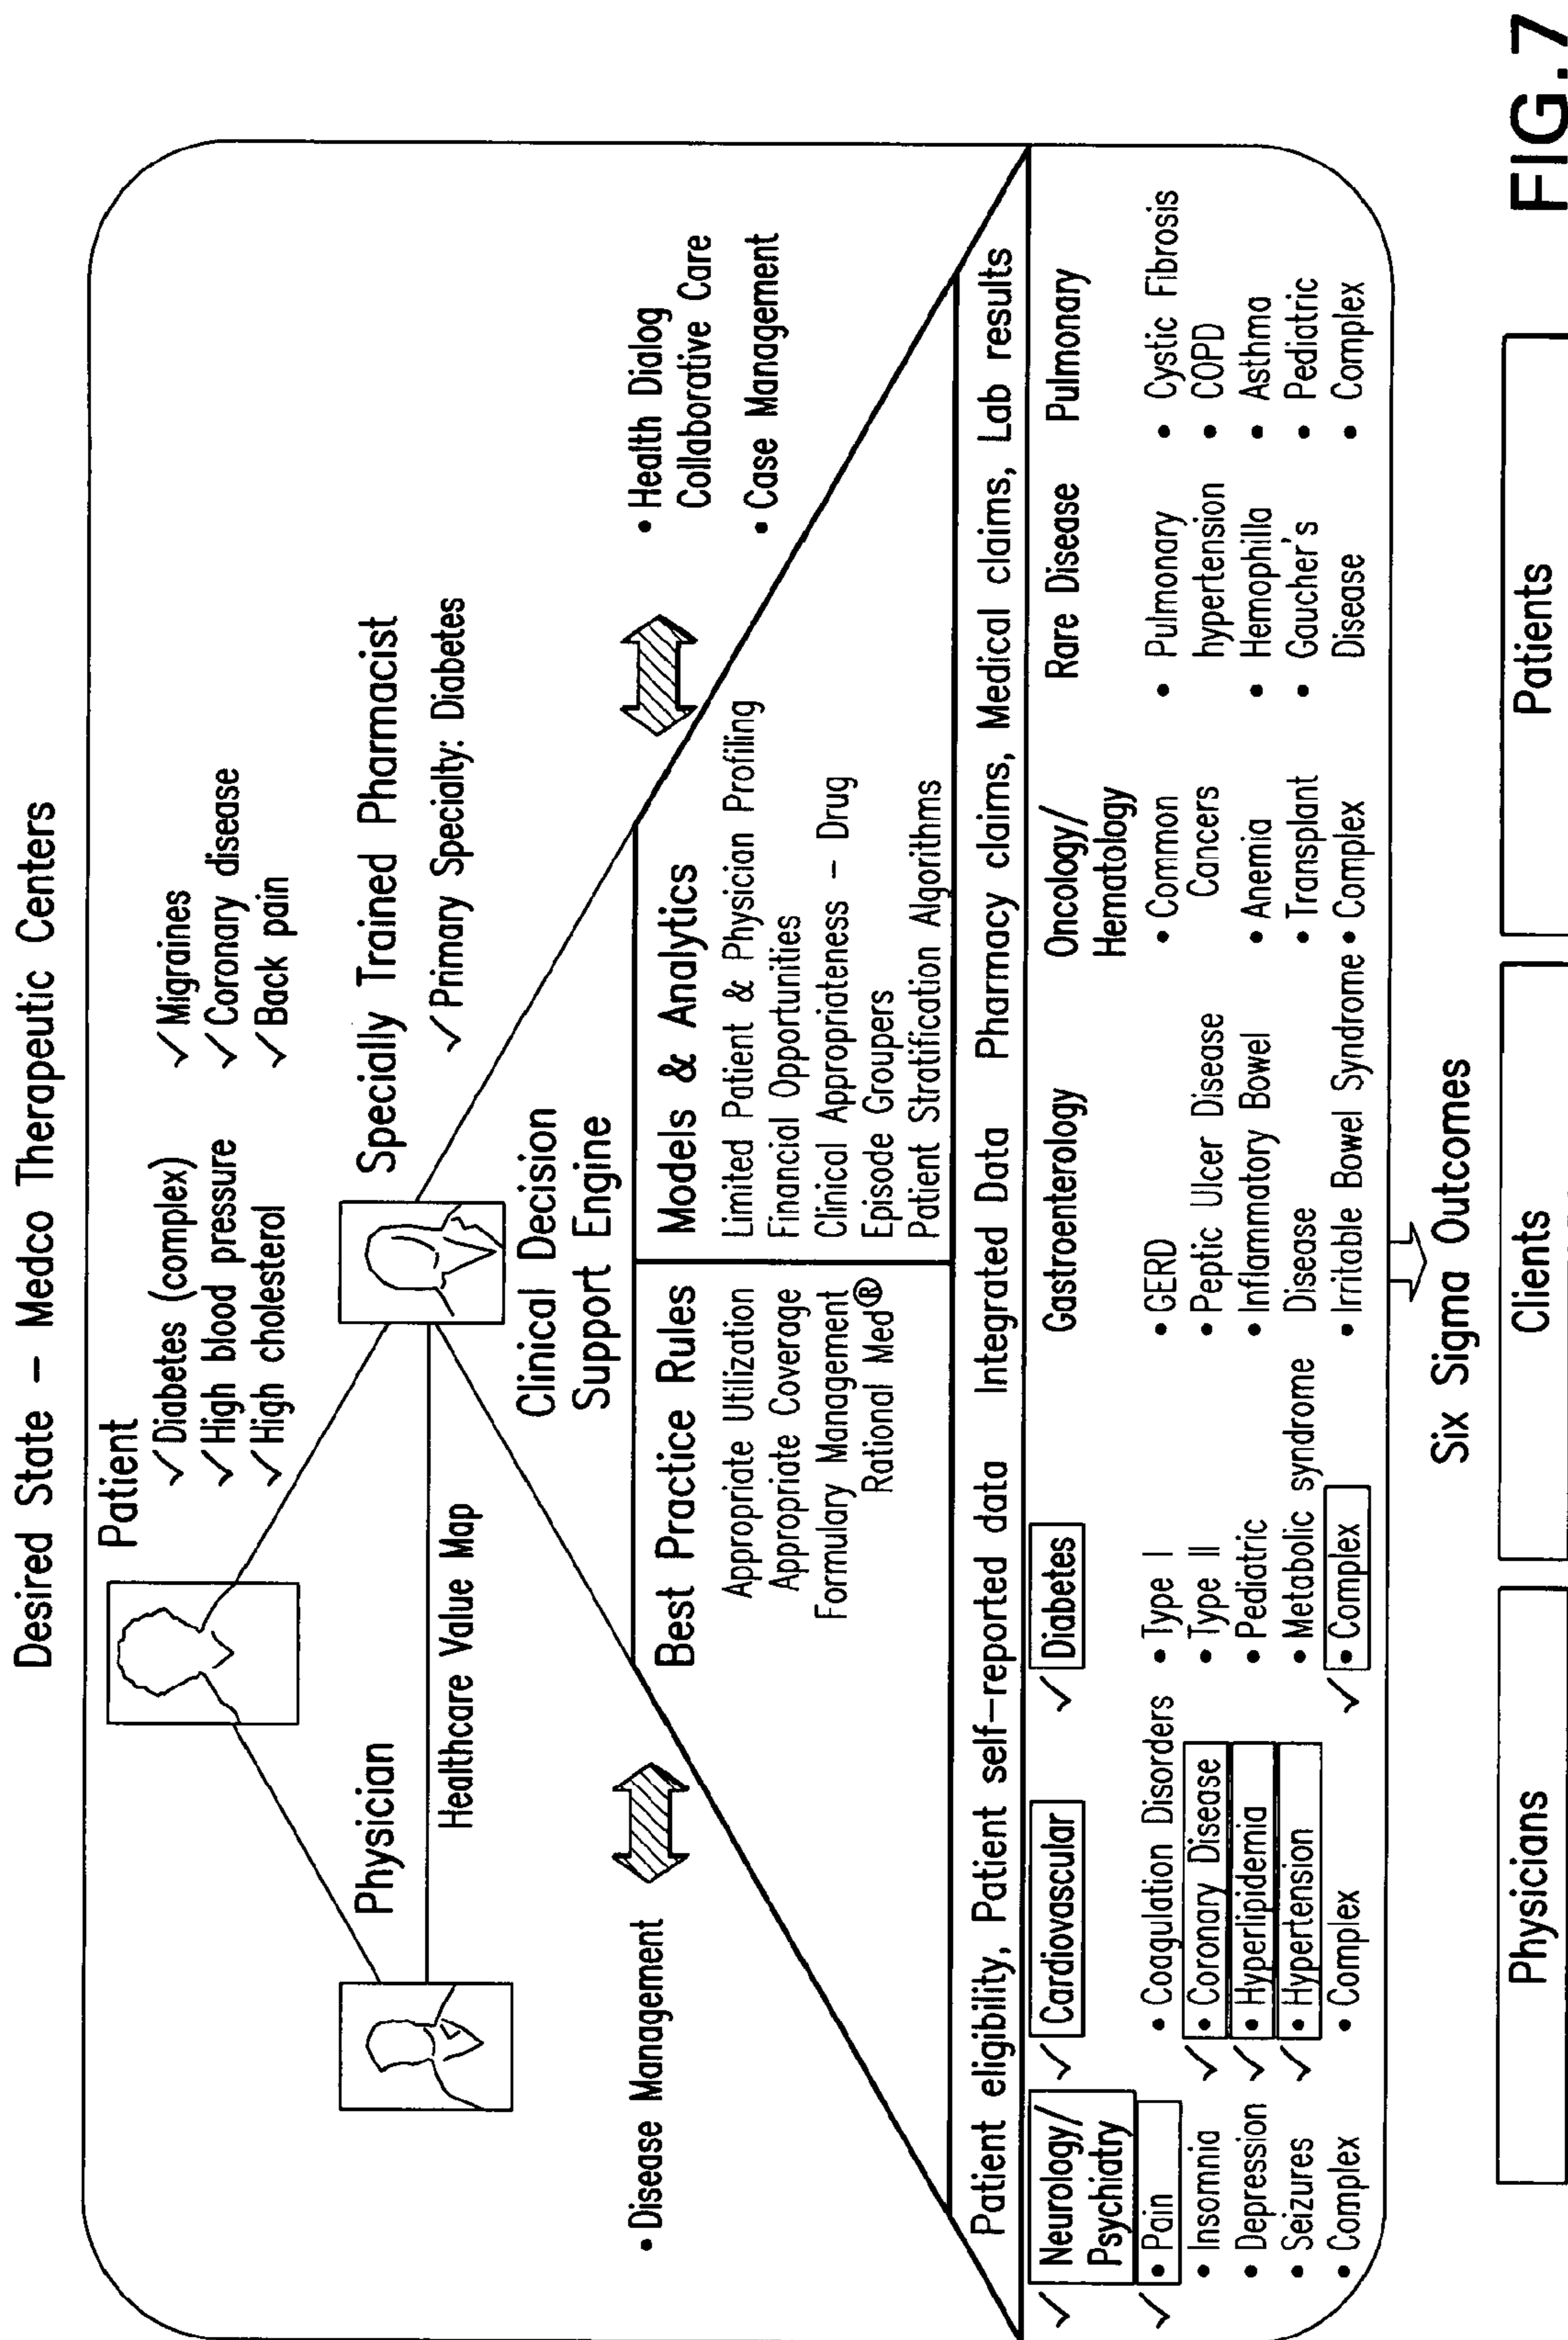 Desired State – Medco Therapeutic Centers
Patient
✓ Diabetes (complex)
✓ High blood pressure
✓ High cholesterol
✓ Migraines
✓ Coronary disease
✓ Back pain
Physician
Healthcare Value Map
Specially Trained Pharmacist
✓ Primary Specialty: Diabetes
• Disease Management
Clinical Decision
Support Engine
• Health Dialog
Collaborative Care
• Case Management
Best Practice Rules
Appropriate Utilization
Appropriate Coverage
Formulary Management
Rational Med®
Models & Analytics
Limited Patient & Physician Profiling
Financial Opportunities
Clinical Appropriateness – Drug
Episode Groupers
Patient Stratification Algorithms
Patient eligibility, Patient self–reported data Integrated Data Pharmacy claims, Medical claims, Lab results
✓ Neurology/
Psychiatry
✓ • Pain
• Insomnia
• Depression
• Seizures
• Complex
✓ Cardiovascular
• Coagulation Disorders
✓ • Coronary Disease
✓ • Hyperlipidemia
✓ • Hypertension
• Complex
✓ Diabetes
• Type I
• Type II
• Pediatric
• Metabolic syndrome
✓ • Complex
Gastroenterology
• GERD
• Peptic Ulcer Disease
• Inflammatory Bowel
Disease
• Irritable Bowel Syndrome
Oncology/
Hematology
• Common
Cancers
• Anemia
• Transplant
• Complex
Rare Disease
• Pulmonary
hypertension
• Hemophilla
• Gaucher's
Disease
Pulmonary
• Cystic Fibrosis
• COPD
• Asthma
• Pediatric
• Complex
Six Sigma Outcomes
Physicians
Clients
Patients
FIG.7